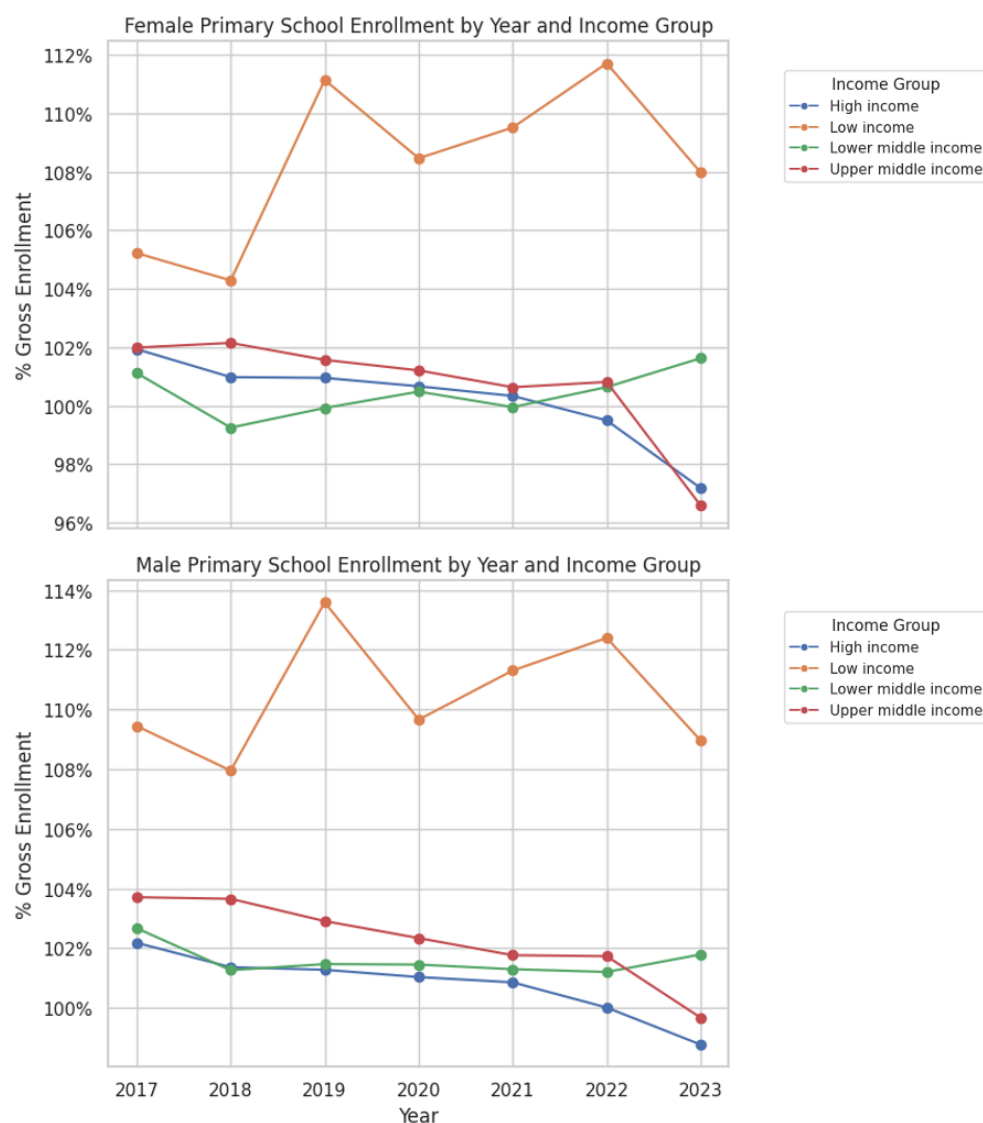 Female Primary School Enrollment by Year and Income Group
112%
110%
108%
106%
104%
102%
100%
98%
96%
% Gross Enrollment
Income Group
High income
Low income
Lower middle income
Upper middle income
Male Primary School Enrollment by Year and Income Group
114%
112%
110%
108%
106%
104%
102%
100%
% Gross Enrollment
Income Group
High income
Low income
Lower middle income
Upper middle income
2017 2018 2019 2020 2021 2022 2023
Year